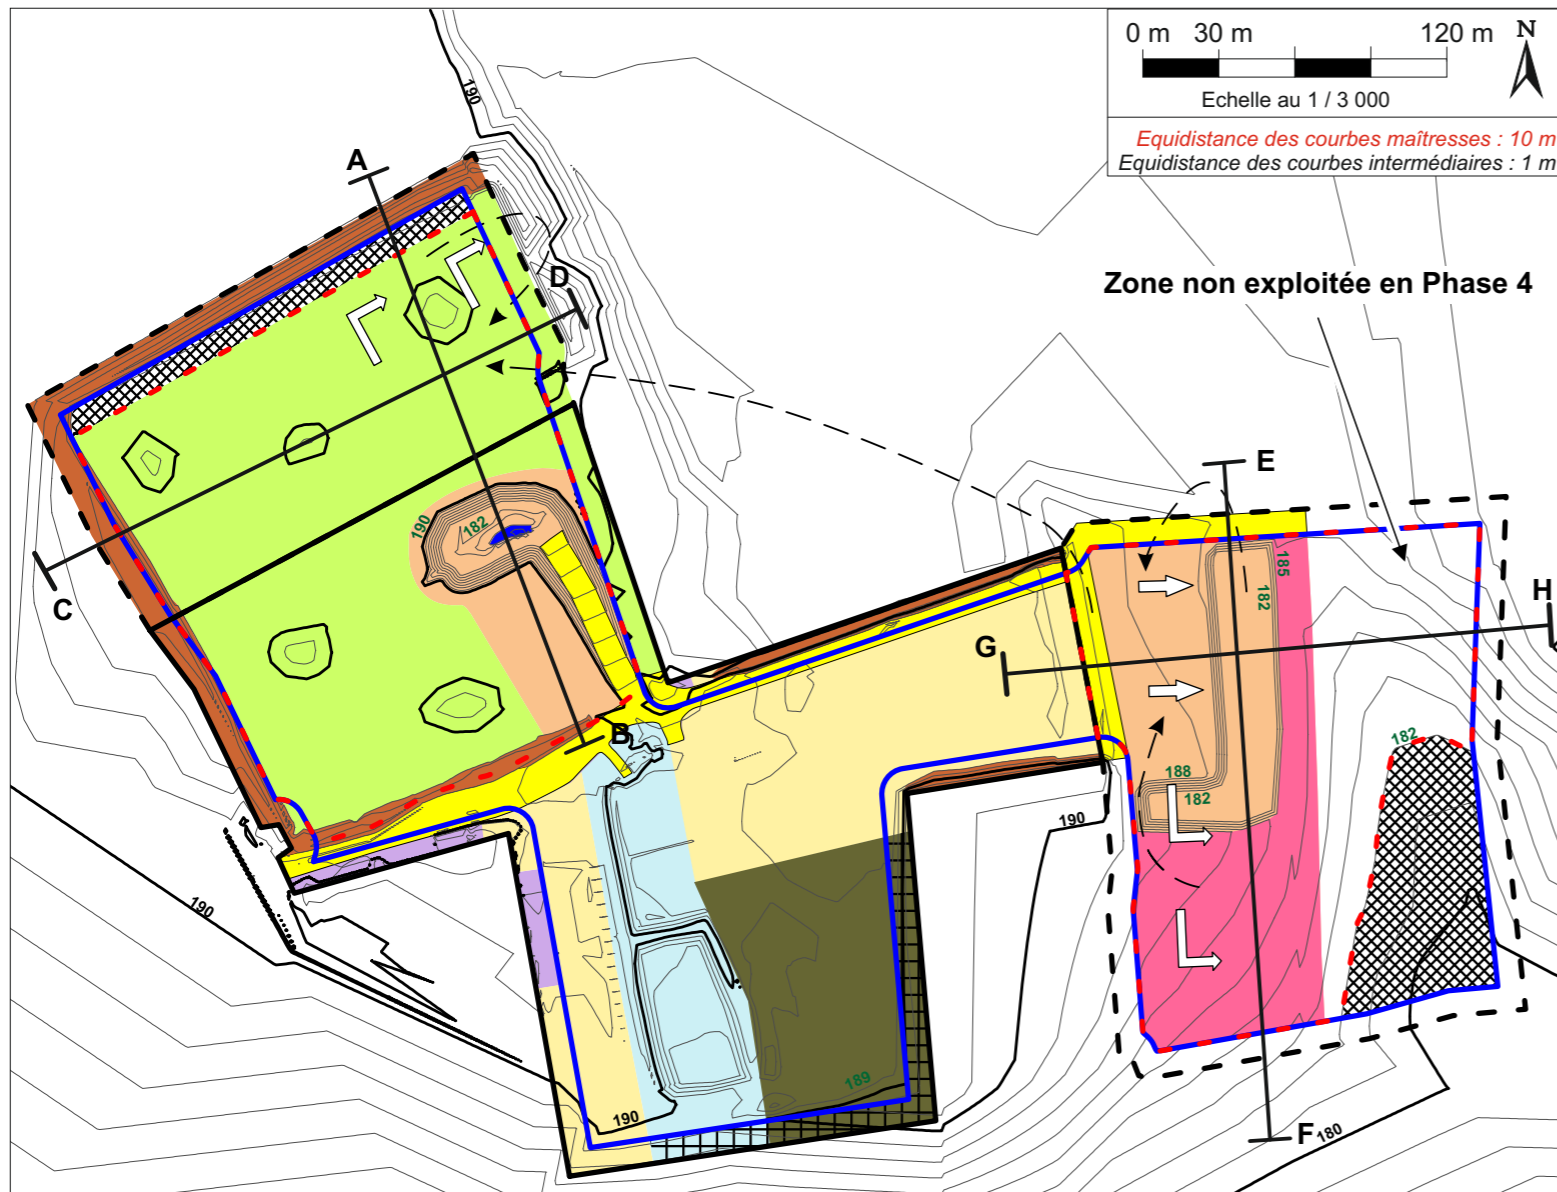 0 m 30 m 120 m
N
Echelle au 1 / 3 000
Equidistance des courbes maîtresses : 10 m
Equidistance des courbes intermédiaires : 1 m
190
A
D
Zone non exploitée en Phase 4
E
190
182
185
182
C
H
G
B
182
188
182
190
190
189
190
F
180